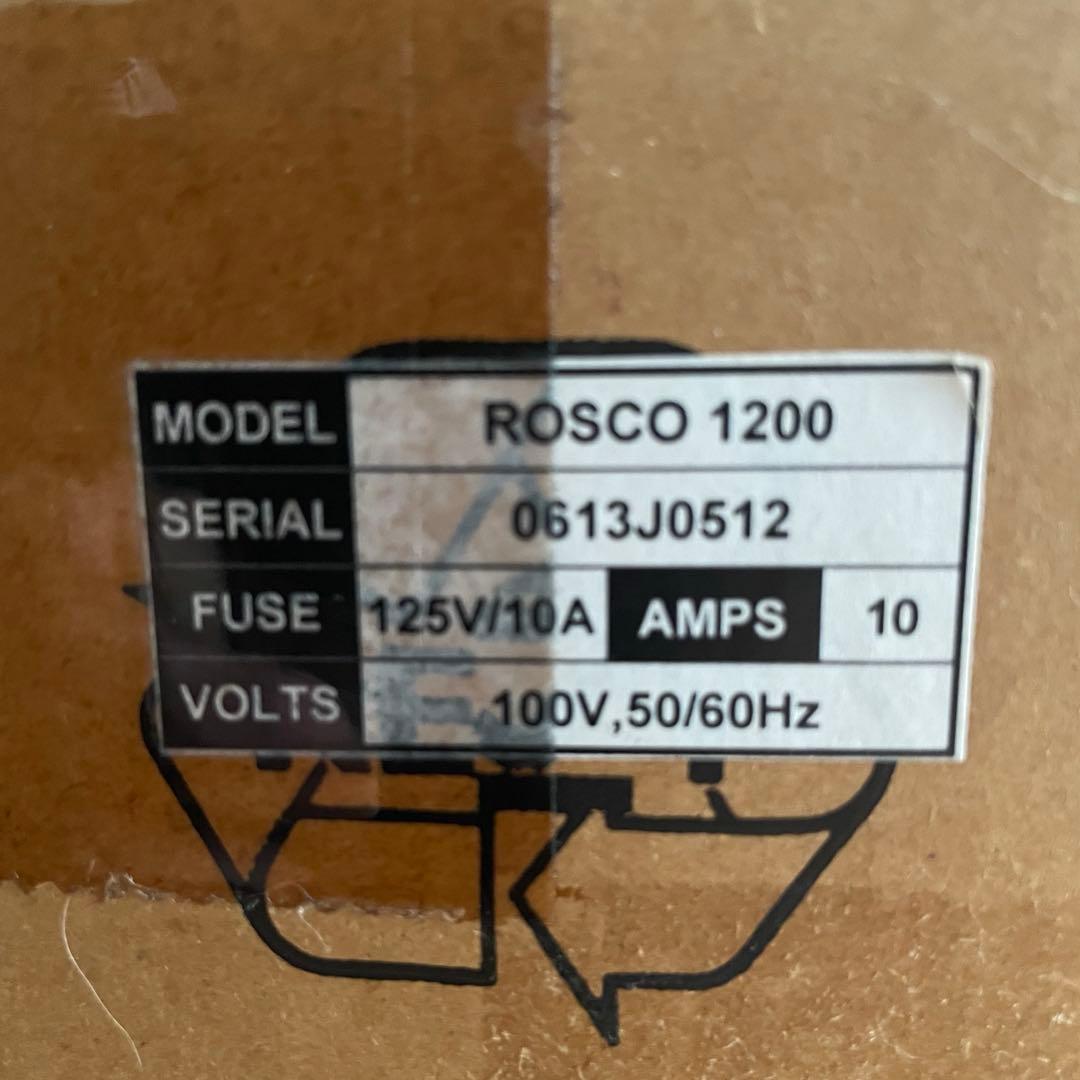 MODEL ROSCO 1200
SERIAL 0613J0512
FUSE 125V/10A AMPS 10
VOLTS 100V,50/60Hz